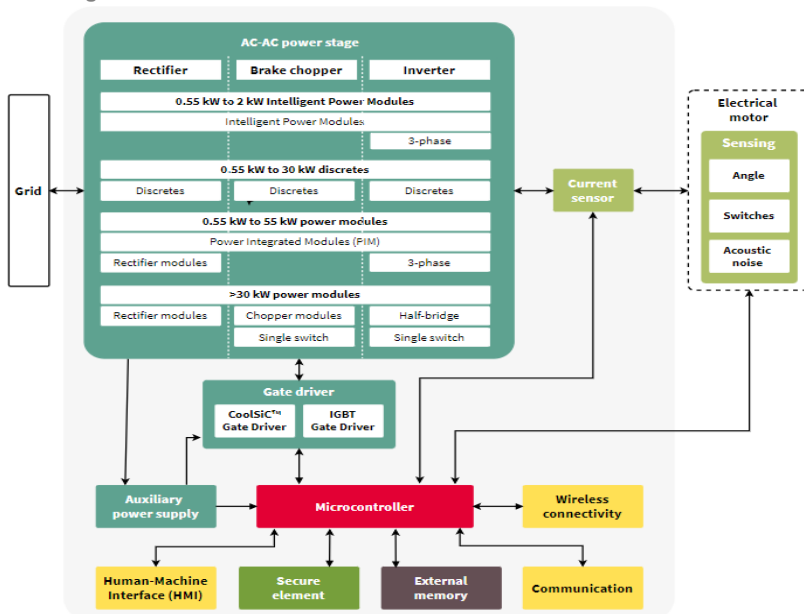 AC-AC power stage
Rectifier
Brake chopper
Inverter
0.55 kW to 2 kW Intelligent Power Modules
Intelligent Power Modules
3-phase
0.55 kW to 30 kW discretes
Discretes
Discretes
Discretes
0.55 kW to 55 kW power modules
Power Integrated Modules (PIM)
Rectifier modules
3-phase
>30 kW power modules
Rectifier modules
Chopper modules
Half-bridge
Single switch
Single switch
Grid
Current
sensor
Electrical
motor
Sensing
Angle
Switches
Acoustic
noise
Gate driver
CoolSiC™
Gate Driver
IGBT
Gate Driver
Auxiliary
power supply
Microcontroller
Wireless
connectivity
Human-Machine
Interface (HMI)
Secure
element
External
memory
Communication